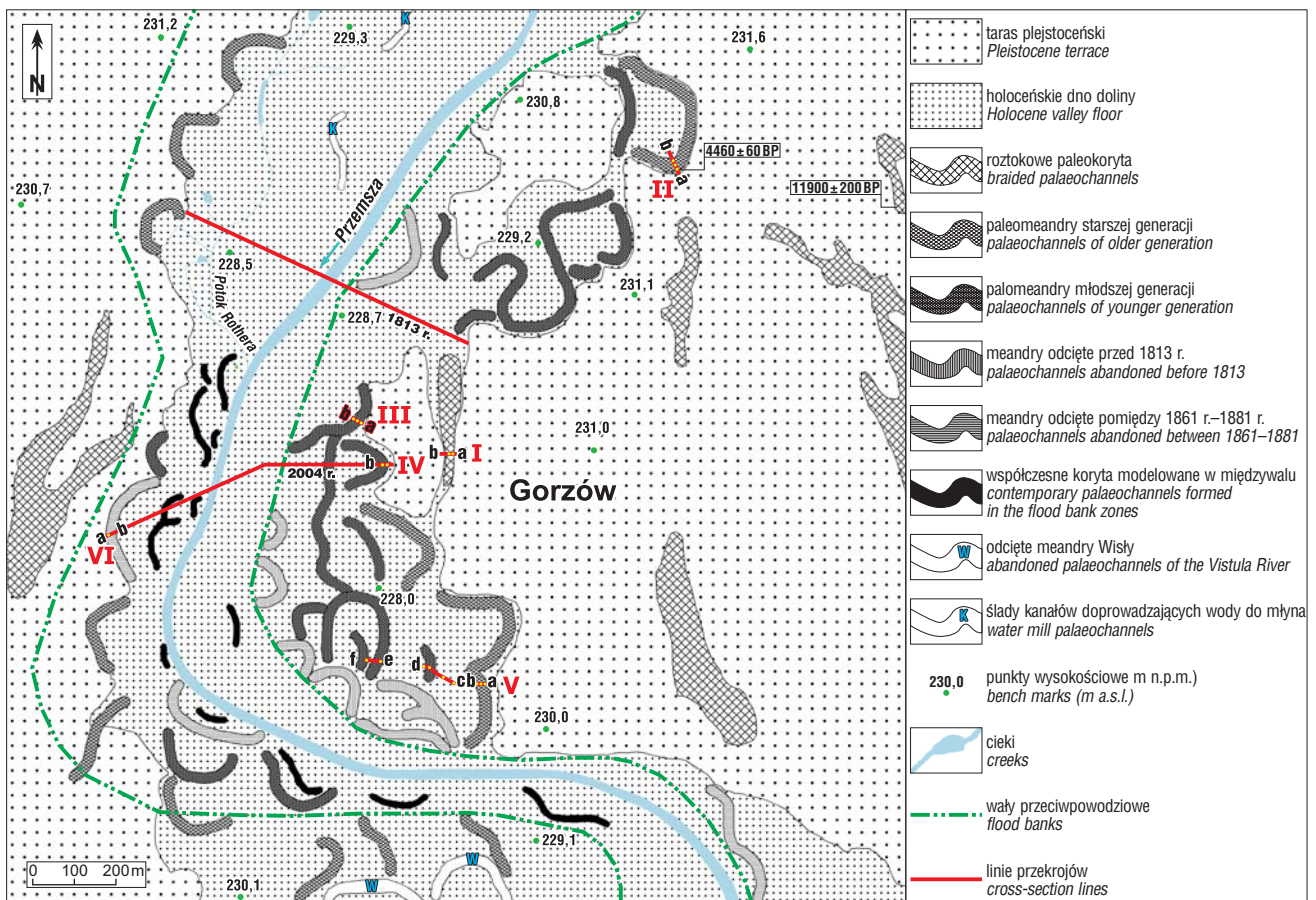 231,2
229,3
K
231,6
N
230,8
K
b
4460±60 BP
a
II
11900±200 BP
230,7
Przemsza
229,2
228,5
Potok Rothera
231,1
228,7
1813 r.
b
III
a
231,0
b
a
I
2004 r.
b
IV
Gorzów
a
b
VI
228,0
f
e
d
c
b
a
V
230,0
229,1
W
W
230,1
0
100
200 m
taras plejstoceński
Pleistocene terrace
holoceńskie dno doliny
Holocene valley floor
roztokowe paleokoryta
braided palaeochannels
paleomeandry starszej generacji
palaeochannels of older generation
palomeandry młodszej generacji
palaeochannels of younger generation
meandry odcięte przed 1813 r.
palaeochannels abandoned before 1813
meandry odcięte pomiędzy 1861 r.–1881 r.
palaeochannels abandoned between 1861–1881
współczesne koryta modelowane w międzywalu
contemporary palaeochannels formed
in the flood bank zones
W
odcięte meandry Wisły
abandoned palaeochannels of the Vistula River
K
ślady kanałów doprowadzających wody do młyna
water mill palaeochannels
230,0
punkty wysokościowe m n.p.m.)
bench marks (m a.s.l.)
cieki
creeks
wały przeciwpowodziowe
flood banks
linie przekrojów
cross-section lines